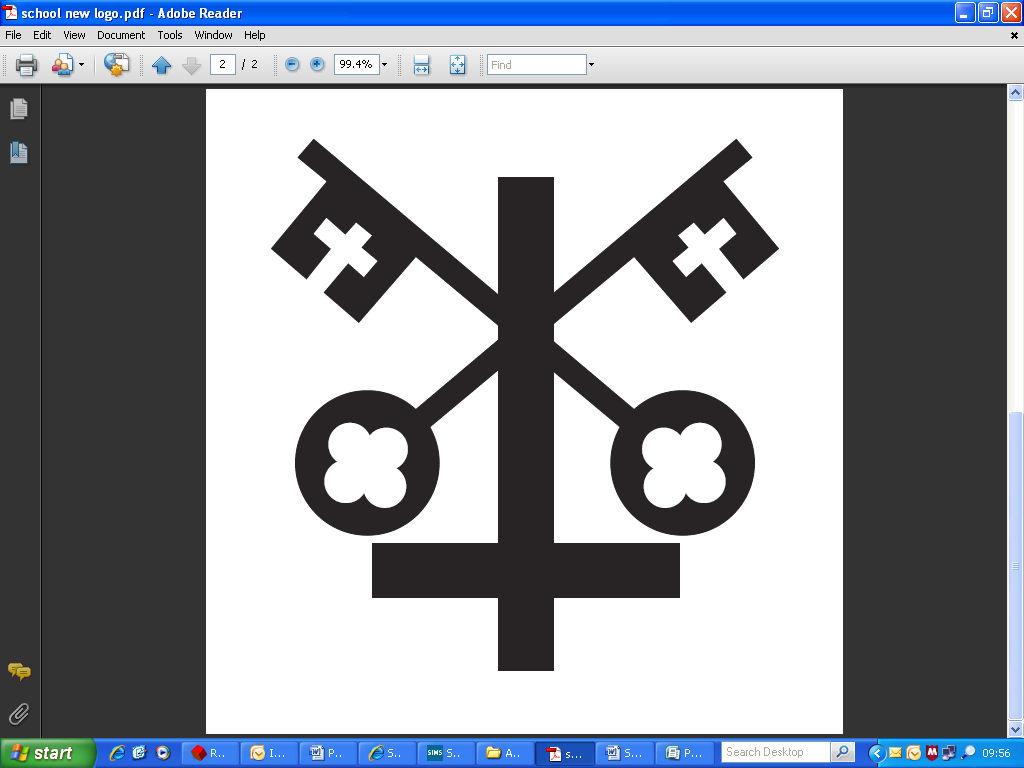 school new logo.pdf - Adobe Reader
File Edit View Document Tools Window Help
2 / 2 99.4% Find
start R... I... P... S... SIMS S... A... s... S... P... Search Desktop 09:56